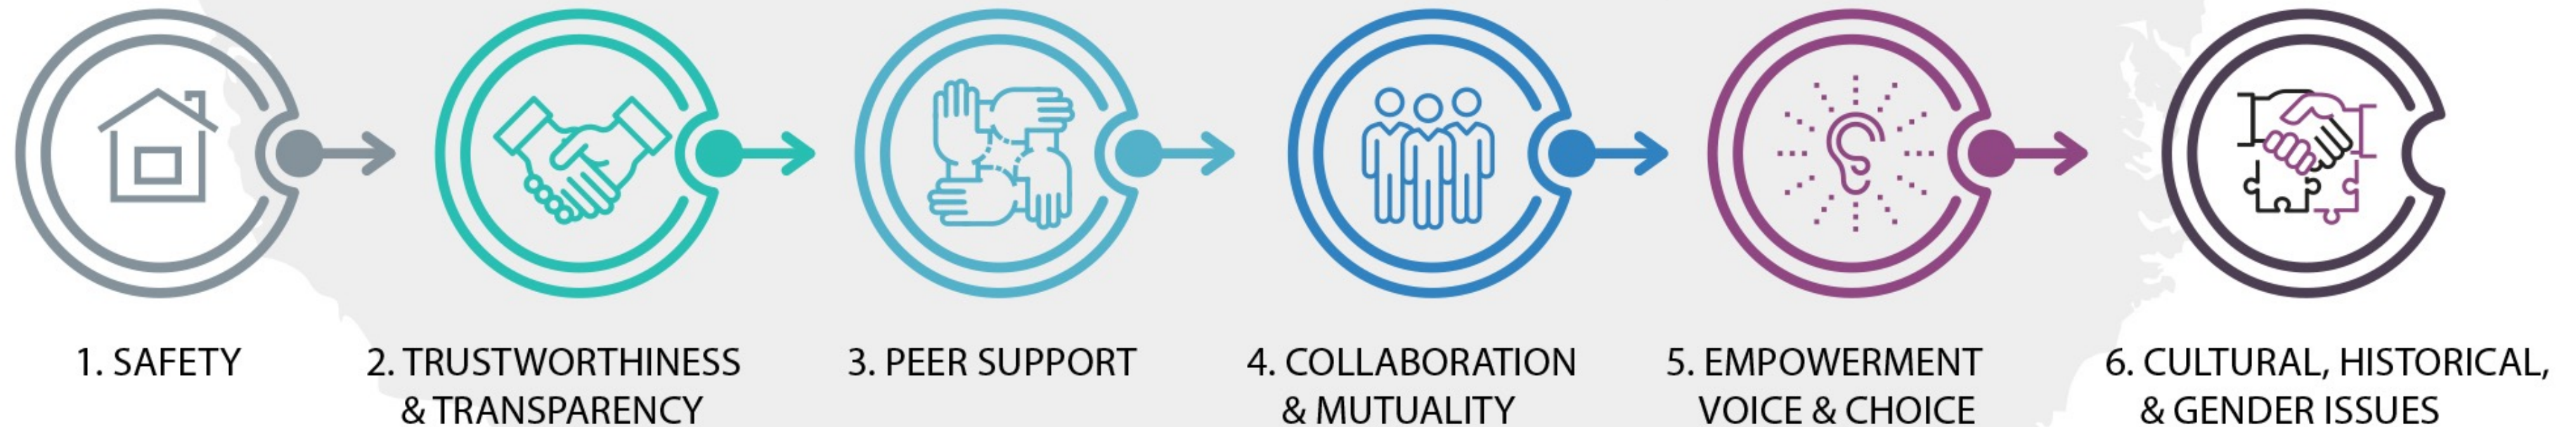 1. SAFETY
2. TRUSTWORTHINESS
& TRANSPARENCY
3. PEER SUPPORT
4. COLLABORATION
& MUTUALITY
5. EMPOWERMENT
VOICE & CHOICE
6. CULTURAL, HISTORICAL,
& GENDER ISSUES